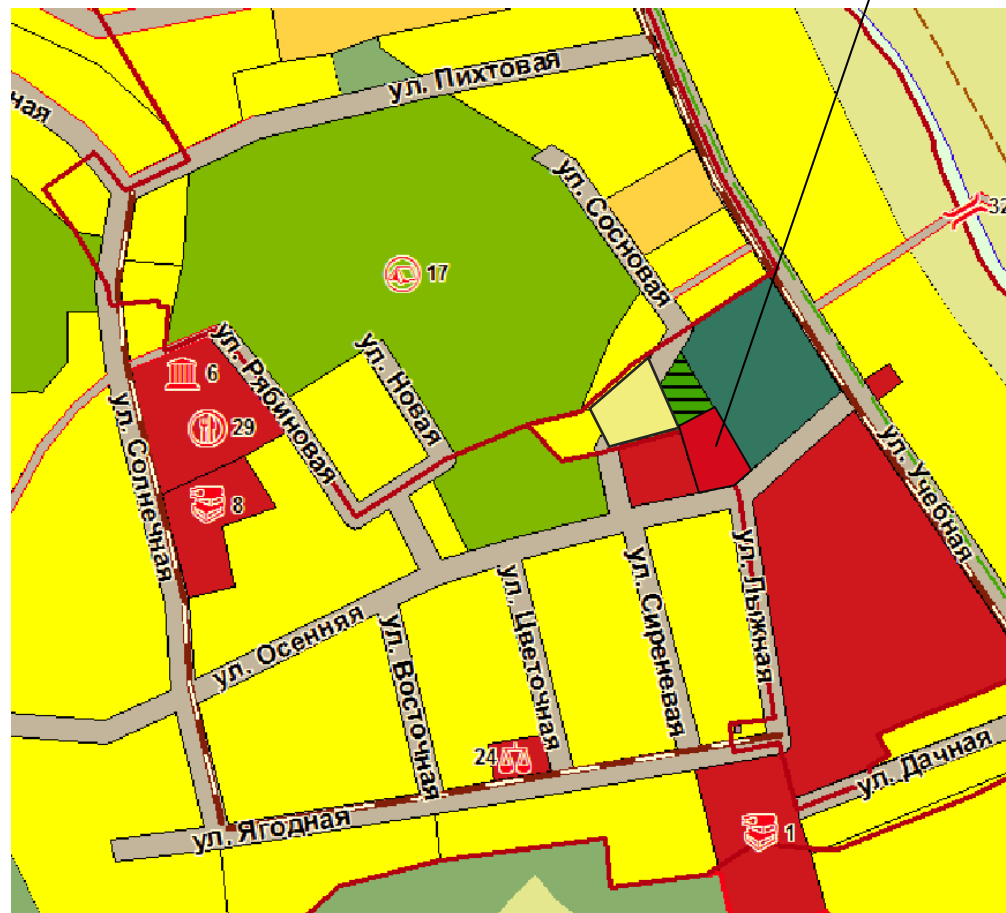 ул. Пихтовая
ная
ул. Сосновая
32
17
ул. Рябиновая
ул. Новая
6
29
8
ул. Солнечная
ул. Учебная
ул. Осенняя
ул. Восточная
ул. Цветочная
ул. Сиреневая
ул. Лыжная
24
ул. Дачная
ул. Ягодная
1